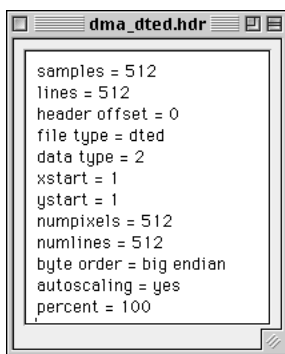 dma_dted.hdr
samples = 512
lines = 512
header offset = 0
file type = dted
data type = 2
xstart = 1
ystart = 1
numpixels = 512
numlines = 512
byte order = big endian
autoscaling = yes
percent = 100